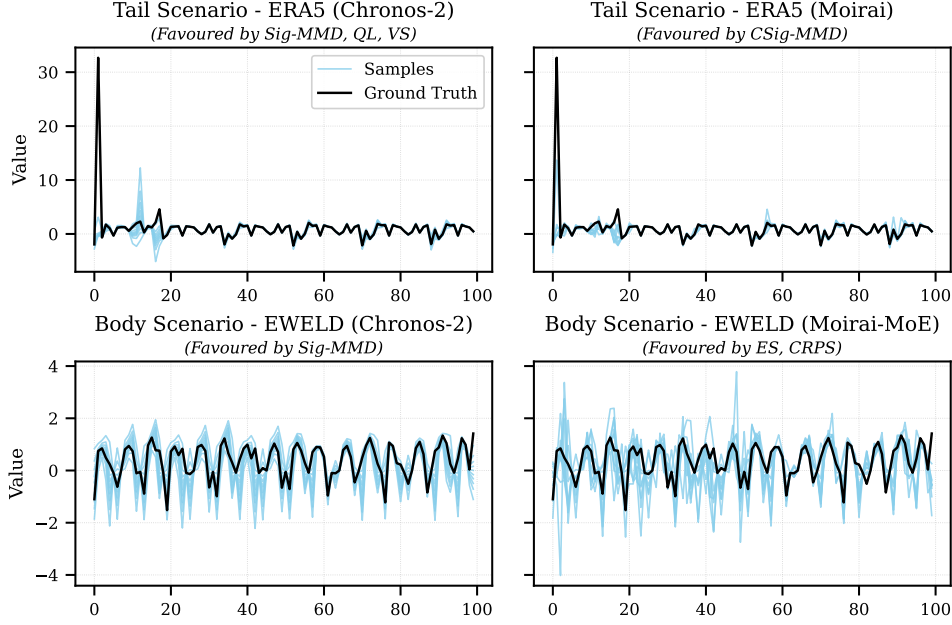 Tail Scenario - ERA5 (Chronos-2)
(Favoured by Sig-MMD, QL, VS)
Tail Scenario - ERA5 (Moirai)
(Favoured by CSig-MMD)
Samples
Ground Truth
Value
30
20
10
0
0 20 40 60 80 100
0 20 40 60 80 100
Body Scenario - EWELD (Chronos-2)
(Favoured by Sig-MMD)
Body Scenario - EWELD (Moirai-MoE)
(Favoured by ES, CRPS)
Value
4
2
0
−2
−4
0 20 40 60 80 100
0 20 40 60 80 100